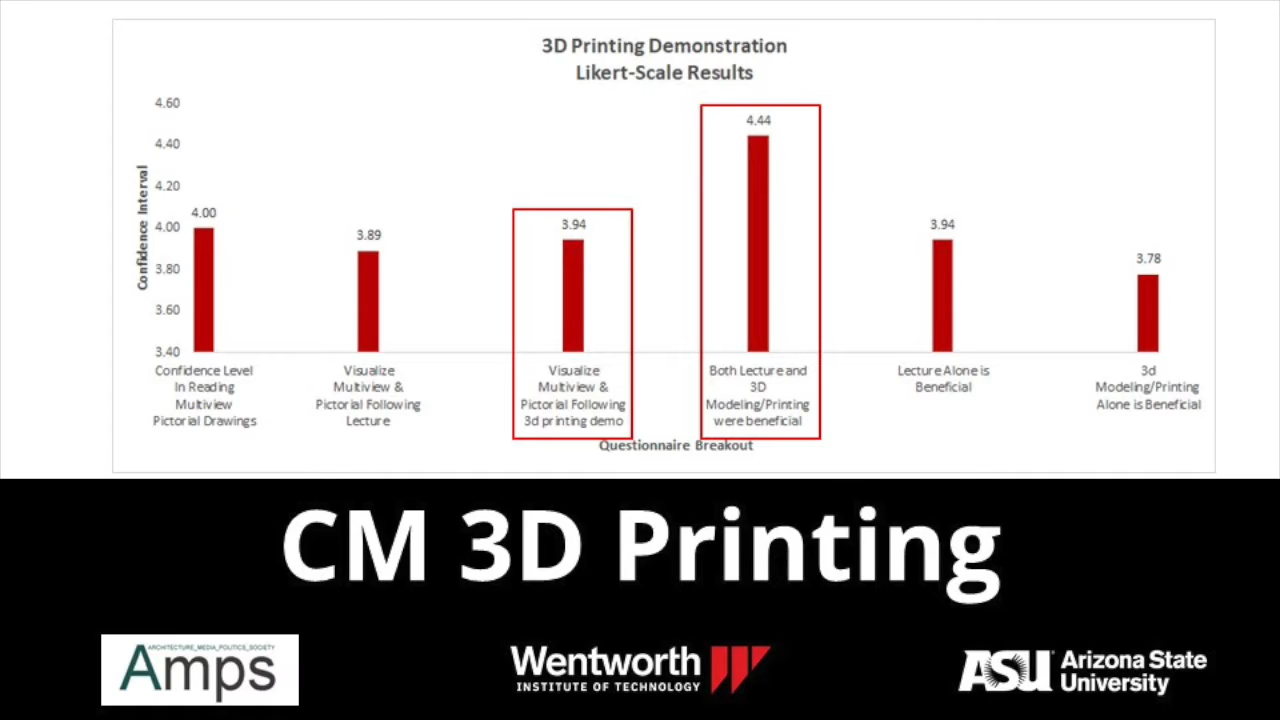 3D Printing Demonstration
Likert-Scale Results
Confidence Interval
4.60
4.40
4.20
4.00
3.80
3.60
3.40
4.00
3.89
3.94
4.44
3.94
3.78
Confidence Level
In Reading
Multiview
Pictorial Drawings
Visualize
Multiview &
Pictorial Following
Lecture
Visualize
Multiview &
Pictorial Following
3d printing demo
Both Lecture and
3D
Modeling/Printing
were beneficial
Lecture Alone is
Beneficial
3d
Modeling/Printing
Alone is Beneficial
Questionnaire Breakout
CM 3D Printing
ARCHITECTURE_MEDIA_POLITICS_SOCIETY
Amps
Wentworth
INSTITUTE OF TECHNOLOGY
ASU
Arizona State
University